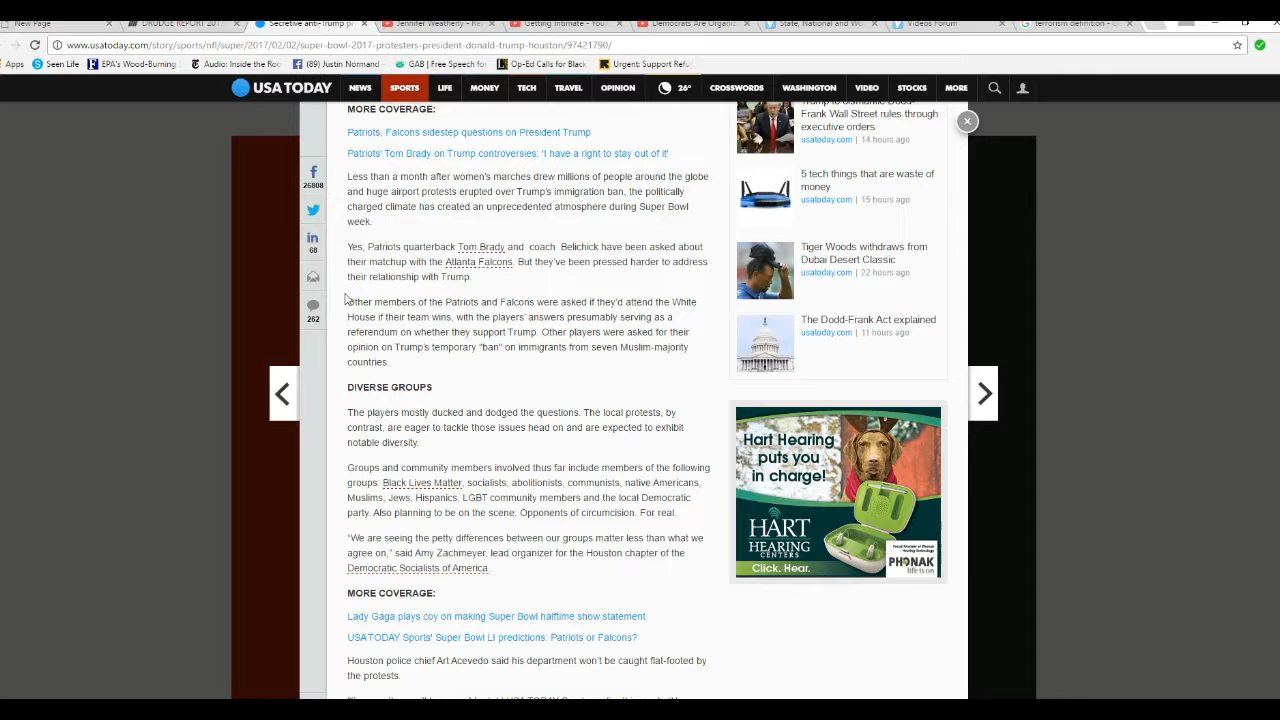 New Page
DRUDGE REPORT 2017
Secretive anti-Trump p
Jennifer Weatherly - Re
Getting Intimate - You
Democrats Are Organi
State, National and W
Videos Forum
terrorism definition - G
www.usatoday.com/story/sports/nfl/super/2017/02/02/super-bowl-2017-protesters-president-donald-trump-houston/97421790/
Apps
Seen Life
EPA's Wood-Burning
Audio: Inside the Roo
(89) Justin Normand
GAB | Free Speech for
Op-Ed Calls for Black
Urgent: Support Refu
USA TODAY
NEWS
SPORTS
LIFE
MONEY
TECH
TRAVEL
OPINION
26°
CROSSWORDS
WASHINGTON
VIDEO
STOCKS
MORE
26808
68
262
MORE COVERAGE:
Patriots, Falcons sidestep questions on President Trump
Patriots' Tom Brady on Trump controversies: 'I have a right to stay out of it'
Less than a month after women's marches drew millions of people around the globe
and huge airport protests erupted over Trump's immigration ban, the politically
charged climate has created an unprecedented atmosphere during Super Bowl
week.
Yes, Patriots quarterback Tom Brady and coach Belichick have been asked about
their matchup with the Atlanta Falcons. But they've been pressed harder to address
their relationship with Trump.
Other members of the Patriots and Falcons were asked if they'd attend the White
House if their team wins, with the players' answers presumably serving as a
referendum on whether they support Trump. Other players were asked for their
opinion on Trump's temporary "ban" on immigrants from seven Muslim-majority
countries.
DIVERSE GROUPS
The players mostly ducked and dodged the questions. The local protests, by
contrast, are eager to tackle those issues head on and are expected to exhibit
notable diversity.
Groups and community members involved thus far include members of the following
groups: Black Lives Matter, socialists, abolitionists, communists, native Americans,
Muslims, Jews, Hispanics, LGBT community members and the local Democratic
party. Also planning to be on the scene: Opponents of circumcision. For real.
“We are seeing the petty differences between our groups matter less than what we
agree on,” said Amy Zachmeyer, lead organizer for the Houston chapter of the
Democratic Socialists of America.
MORE COVERAGE:
Lady Gaga plays coy on making Super Bowl halftime show statement
USA TODAY Sports' Super Bowl LI predictions: Patriots or Falcons?
Houston police chief Art Acevedo said his department won't be caught flat-footed by
the protests.
Trump to dismantle Dodd-
Frank Wall Street rules through
executive orders
usatoday.com | 14 hours ago
5 tech things that are waste of
money
usatoday.com | 15 hours ago
Tiger Woods withdraws from
Dubai Desert Classic
usatoday.com | 22 hours ago
The Dodd-Frank Act explained
usatoday.com | 11 hours ago
Hart Hearing
puts you
in charge!
HART
HEARING
CENTERS
Click. Hear.
Proud Provider of Phonak
Hearing Technology
PHONAK
life is on